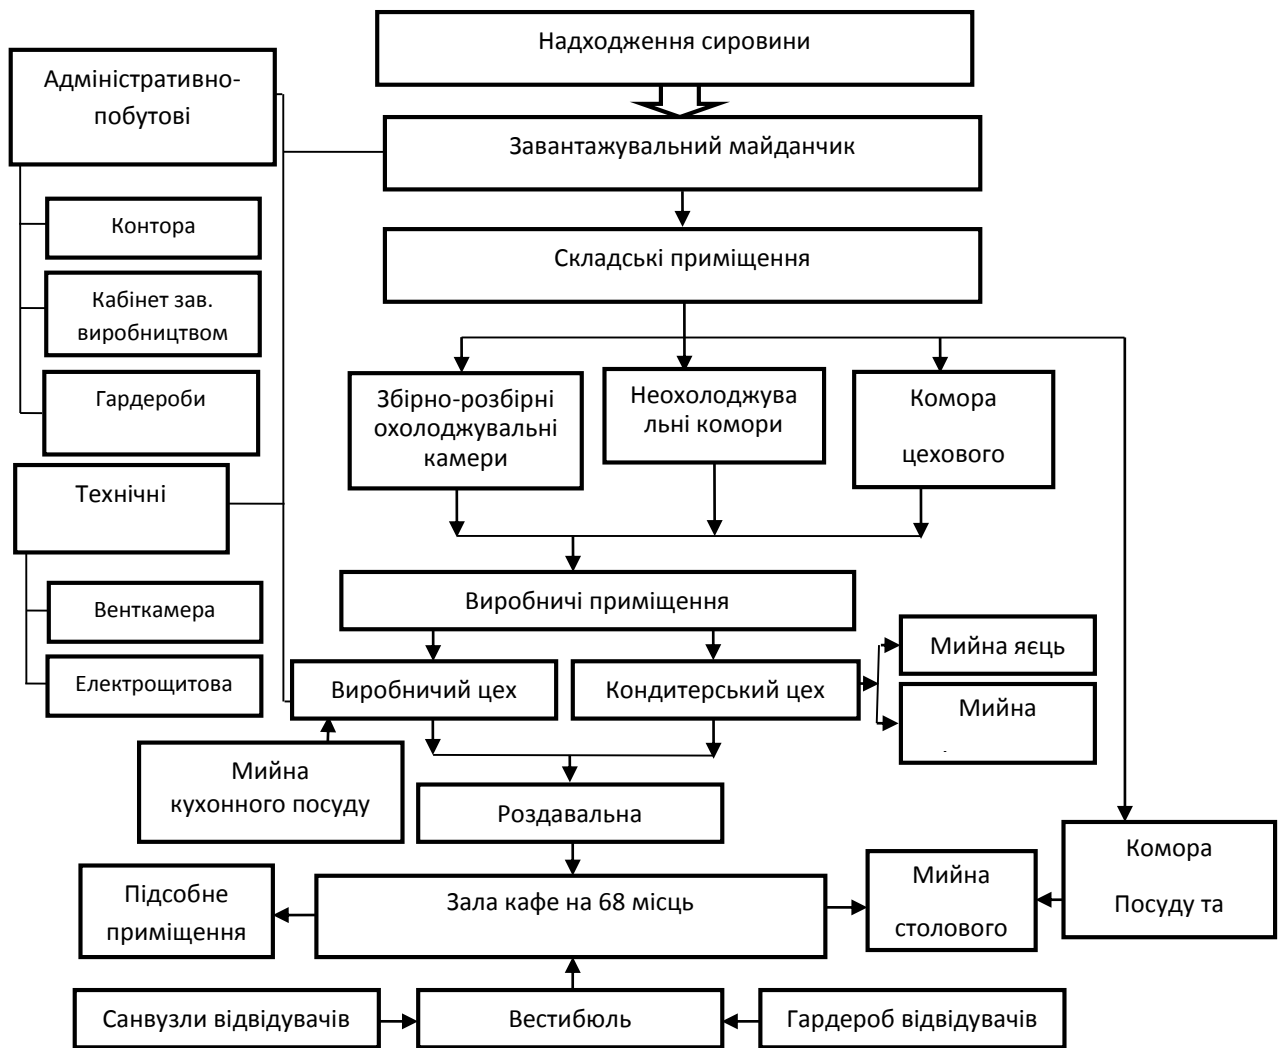 Надходження сировини
Адміністративно-
побутові
Завантажувальний майданчик
Контора
Складські приміщення
Кабінет зав.
виробництвом
Гардероби
Збірно-розбірні
охолоджувальні
камери
Неохолоджува
льні комори
Комора
цехового
Технічні
Венткамера
Електрощитова
Виробничі приміщення
Виробничий цех
Кондитерський цех
Мийна яєць
Мийна
Мийна
кухонного посуду
Роздавальна
Комора
Посуду та
Підсобне
приміщення
Зала кафе на 68 місць
Мийна
столового
Санвузли відвідувачів
Вестибюль
Гардероб відвідувачів